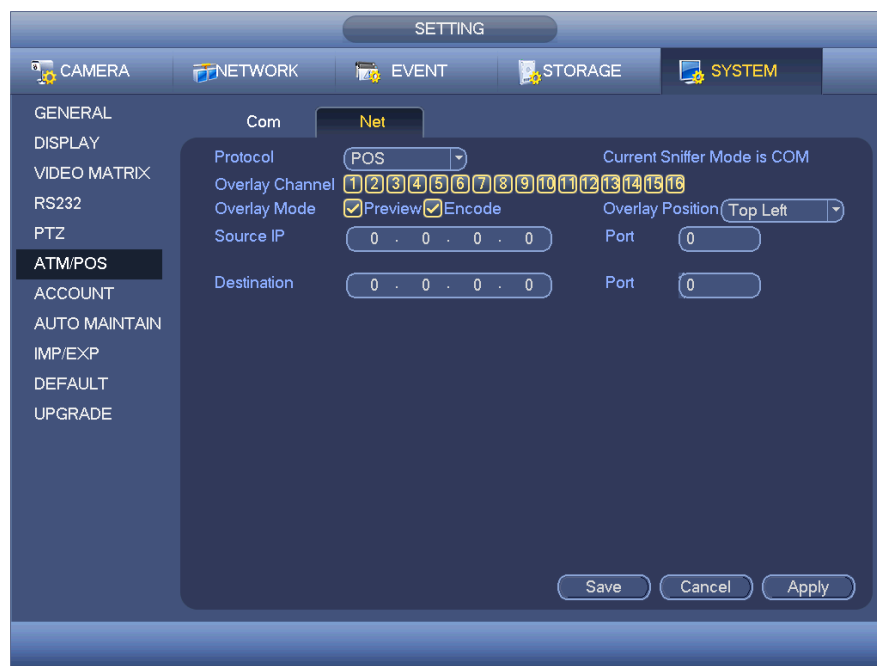 SETTING
CAMERA NETWORK EVENT STORAGE SYSTEM
GENERAL
DISPLAY
VIDEO MATRIX
RS232
PTZ
ATM/POS
ACCOUNT
AUTO MAINTAIN
IMP/EXP
DEFAULT
UPGRADE
Com Net
Protocol POS Current Sniffer Mode is COM
Overlay Channel 1 2 3 4 5 6 7 8 9 10 11 12 13 14 15 16
Overlay Mode Preview Encode Overlay Position Top Left
Source IP 0 . 0 . 0 . 0 Port 0
Destination 0 . 0 . 0 . 0 Port 0
Save Cancel Apply